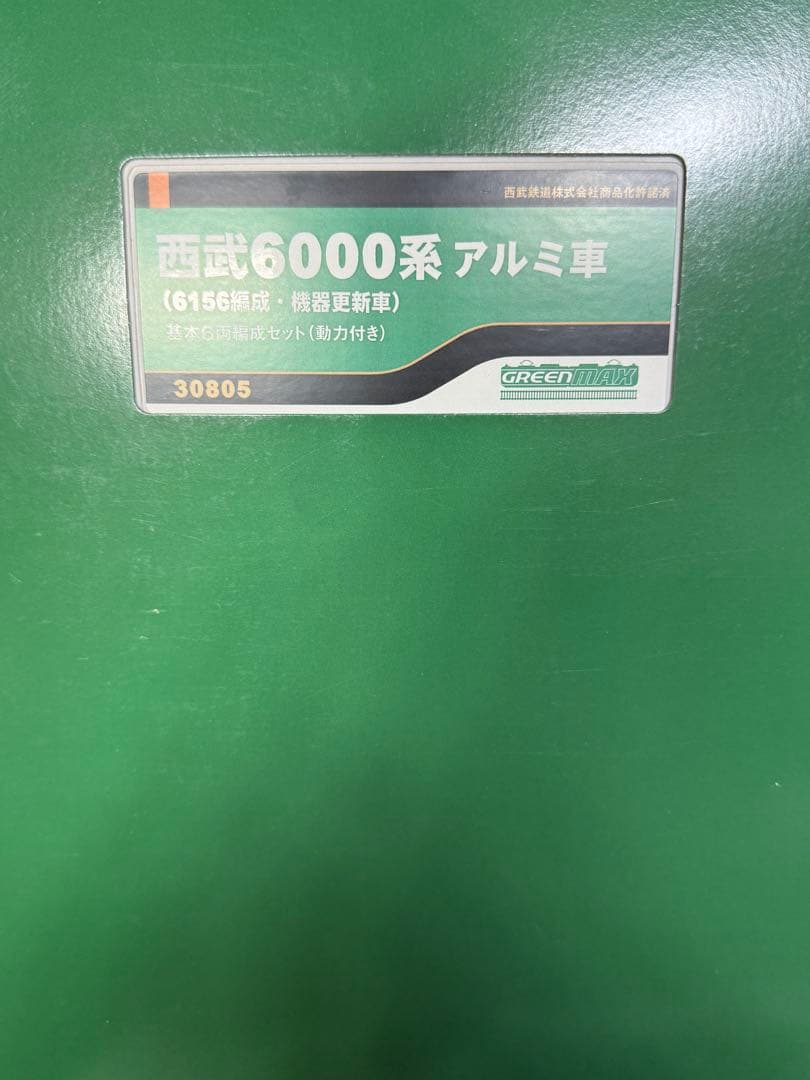 西武鉄道株式会社商品化許諾済
西武6000系 アルミ車
(6156編成・機器更新車)
基本6両編成セット(動力付き)
30805
GREENMAX